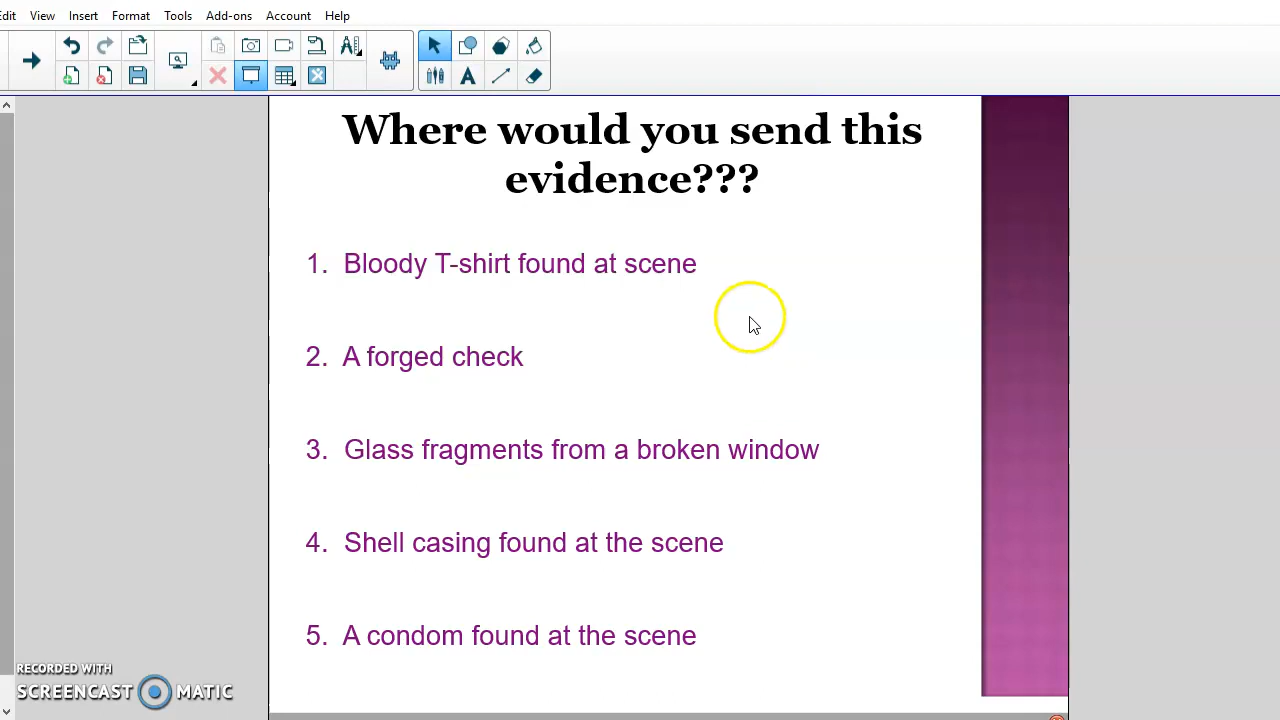 Edit View Insert Format Tools Add-ons Account Help
Where would you send this
evidence???
1. Bloody T-shirt found at scene
2. A forged check
3. Glass fragments from a broken window
4. Shell casing found at the scene
5. A condom found at the scene
RECORDED WITH
SCREENCAST MATIC